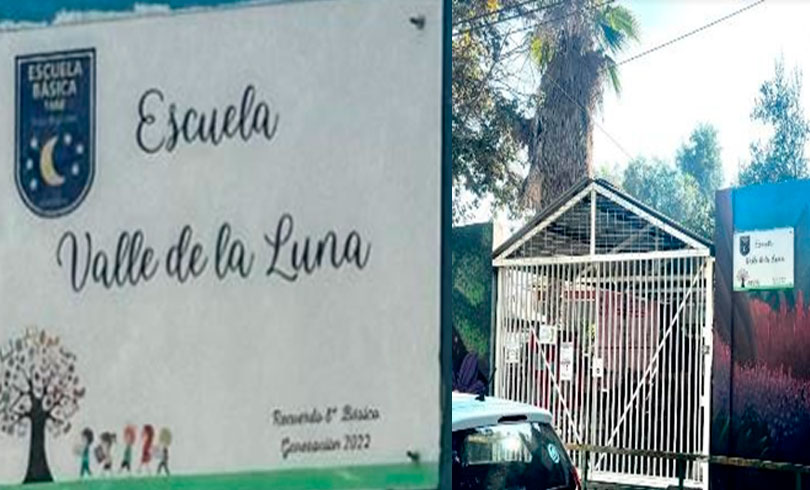 ESCUELA
BÁSICA
Escuela
Valle de la Luna
Recuerdo 8° Básico
Generación 2022
Escuela
Valle de la Luna